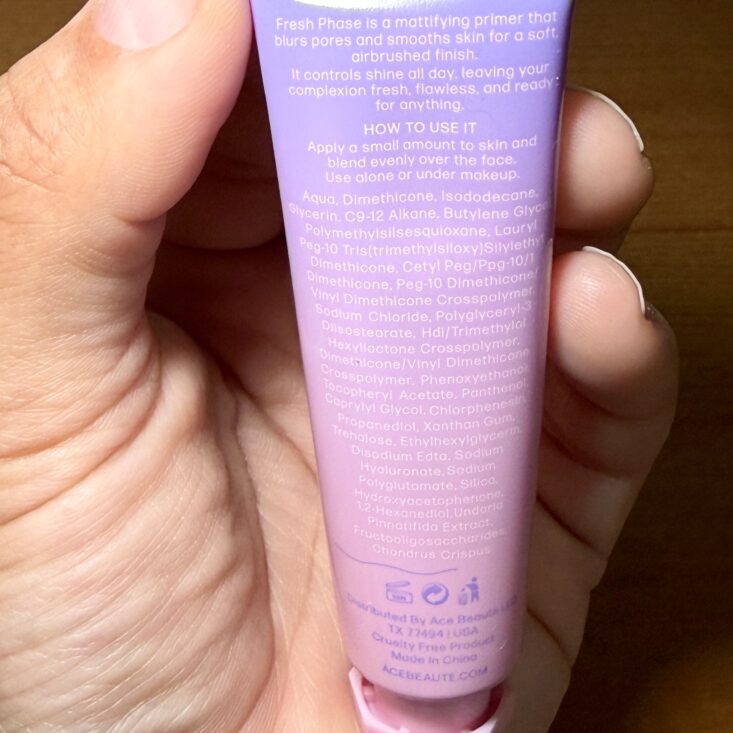 Fresh Phase is a mattifying primer that
blurs pores and smooths skin for a soft,
airbrushed finish.
It controls shine all day, leaving your
complexion fresh, flawless, and ready
for anything.
HOW TO USE IT
Apply a small amount to skin and
blend evenly over the face.
Use alone or under makeup.
Aqua, Dimethicone, Isododecane,
Glycerin, C9-12 Alkane, Butylene Glycol,
Polymethylsilsesquioxane, Lauryl
Peg-10 Tris(trimethylsiloxy)Silylethyl
Dimethicone, Cetyl Peg/Ppg-10/1
Dimethicone, Peg-10 Dimethicone/
Vinyl Dimethicone Crosspolymer,
Sodium Chloride, Polyglyceryl-3
Diisostearate, Hdi/Trimethylol
Hexyllactone Crosspolymer,
Dimethicone/Vinyl Dimethicone
Crosspolymer, Phenoxyethanol,
Tocopheryl Acetate, Panthenol,
Caprylyl Glycol, Chlorphenesin,
Propanediol, Xanthan Gum,
Trehalose, Ethylhexylglycerin,
Disodium Edta, Sodium
Hyaluronate, Sodium
Polyglutamate, Silica,
Hydroxyacetophenone,
1,2-Hexanediol, Undaria
Pinnatifida Extract,
Fructooligosaccharides,
Chondrus Crispus
Distributed By Ace Beaute
TX 77494 | USA
Cruelty Free Product
Made In China
ACEBEAUTE.COM